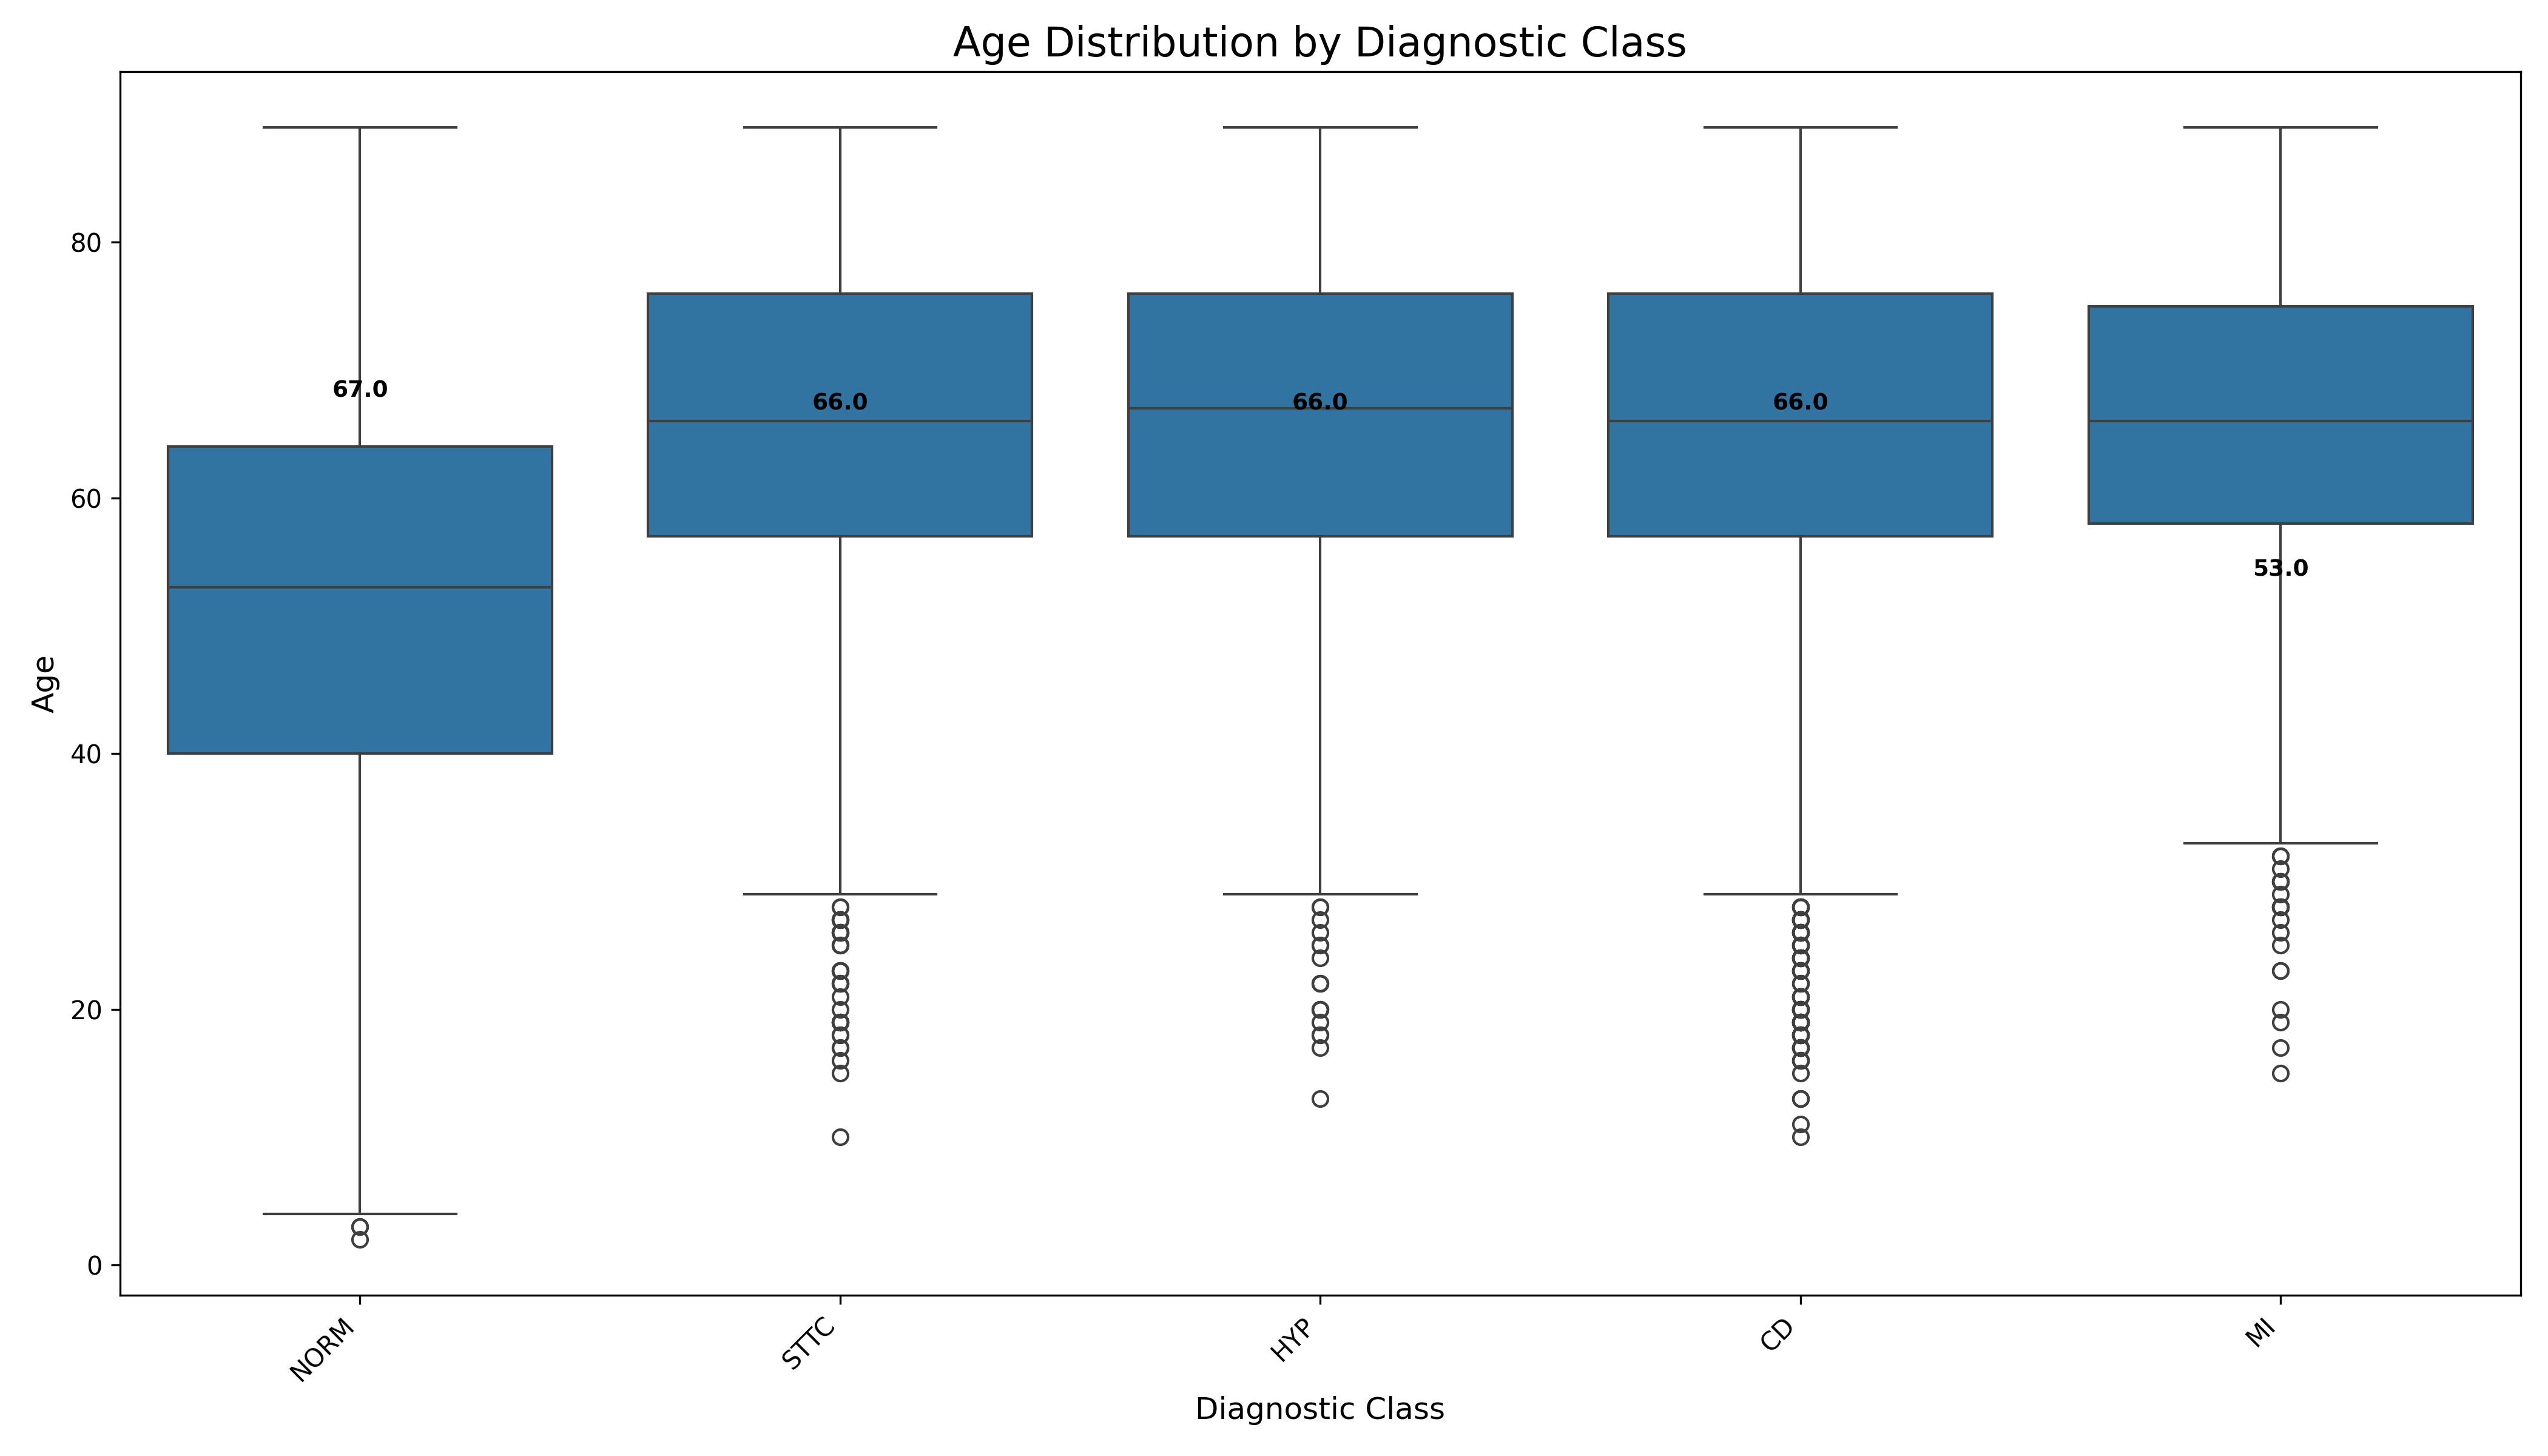 Age Distribution by Diagnostic Class
Age
80
60
40
20
0
67.0
66.0
66.0
66.0
53.0
NORM
STTC
HYP
CD
MI
Diagnostic Class